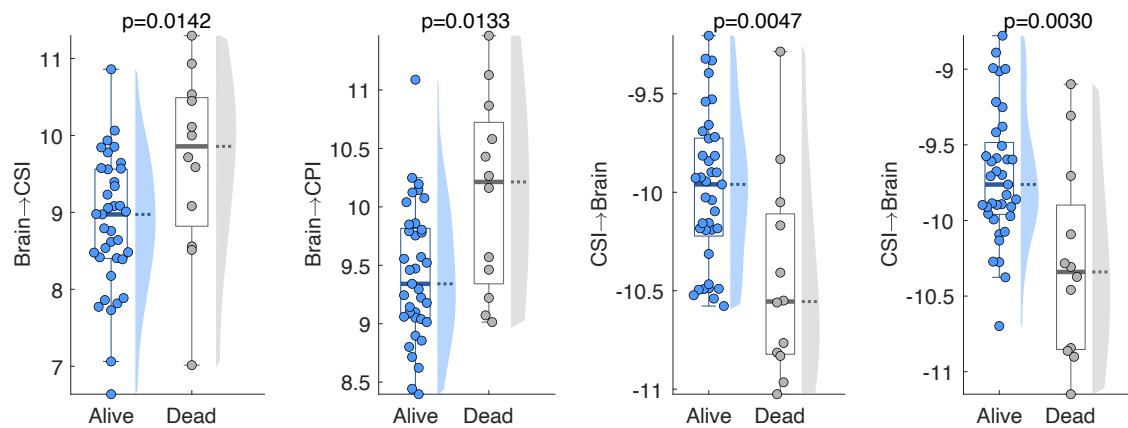 p=0.0142
Brain→CSI
11
10
9
8
7
Alive
Dead
p=0.0133
Brain→CPI
11
10.5
10
9.5
9
8.5
Alive
Dead
p=0.0047
CSI→Brain
-9.5
-10
-10.5
-11
Alive
Dead
p=0.0030
CSI→Brain
-9
-9.5
-10
-10.5
-11
Alive
Dead